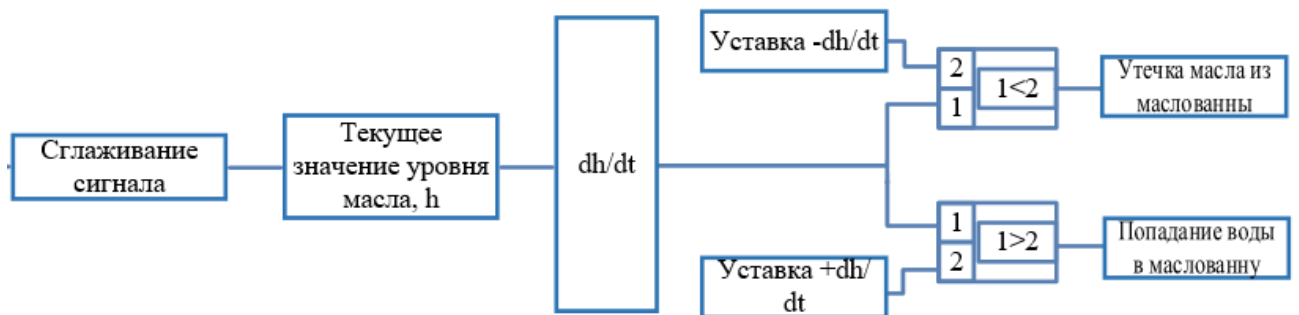 Сглаживание
сигнала
Текущее
значение уровня
масла, h
dh/dt
Уставка -dh/dt
2
1
1<2
Утечка масла из
маслованны
Уставка +dh/
dt
1
2
1>2
Попадание воды
в маслованну